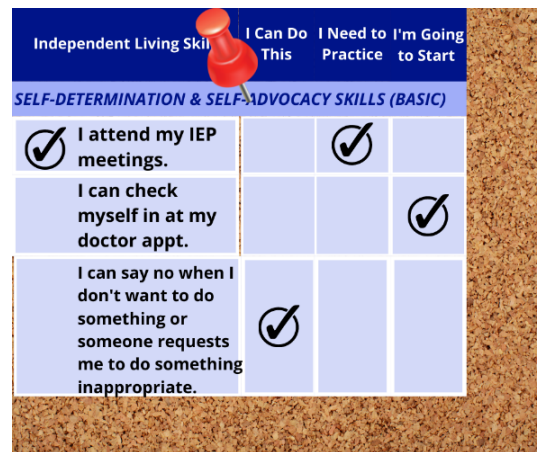 Independent Living
I Can Do
This
I Need to
Practice
I'm Going
to Start
SELF-DETERMINATION & SELF-ADVOCACY SKILLS (BASIC)
I attend my IEP
meetings.
I can check
myself in at my
doctor appt.
I can say no when I
don't want to do
something or
someone requests
me to do something
inappropriate.